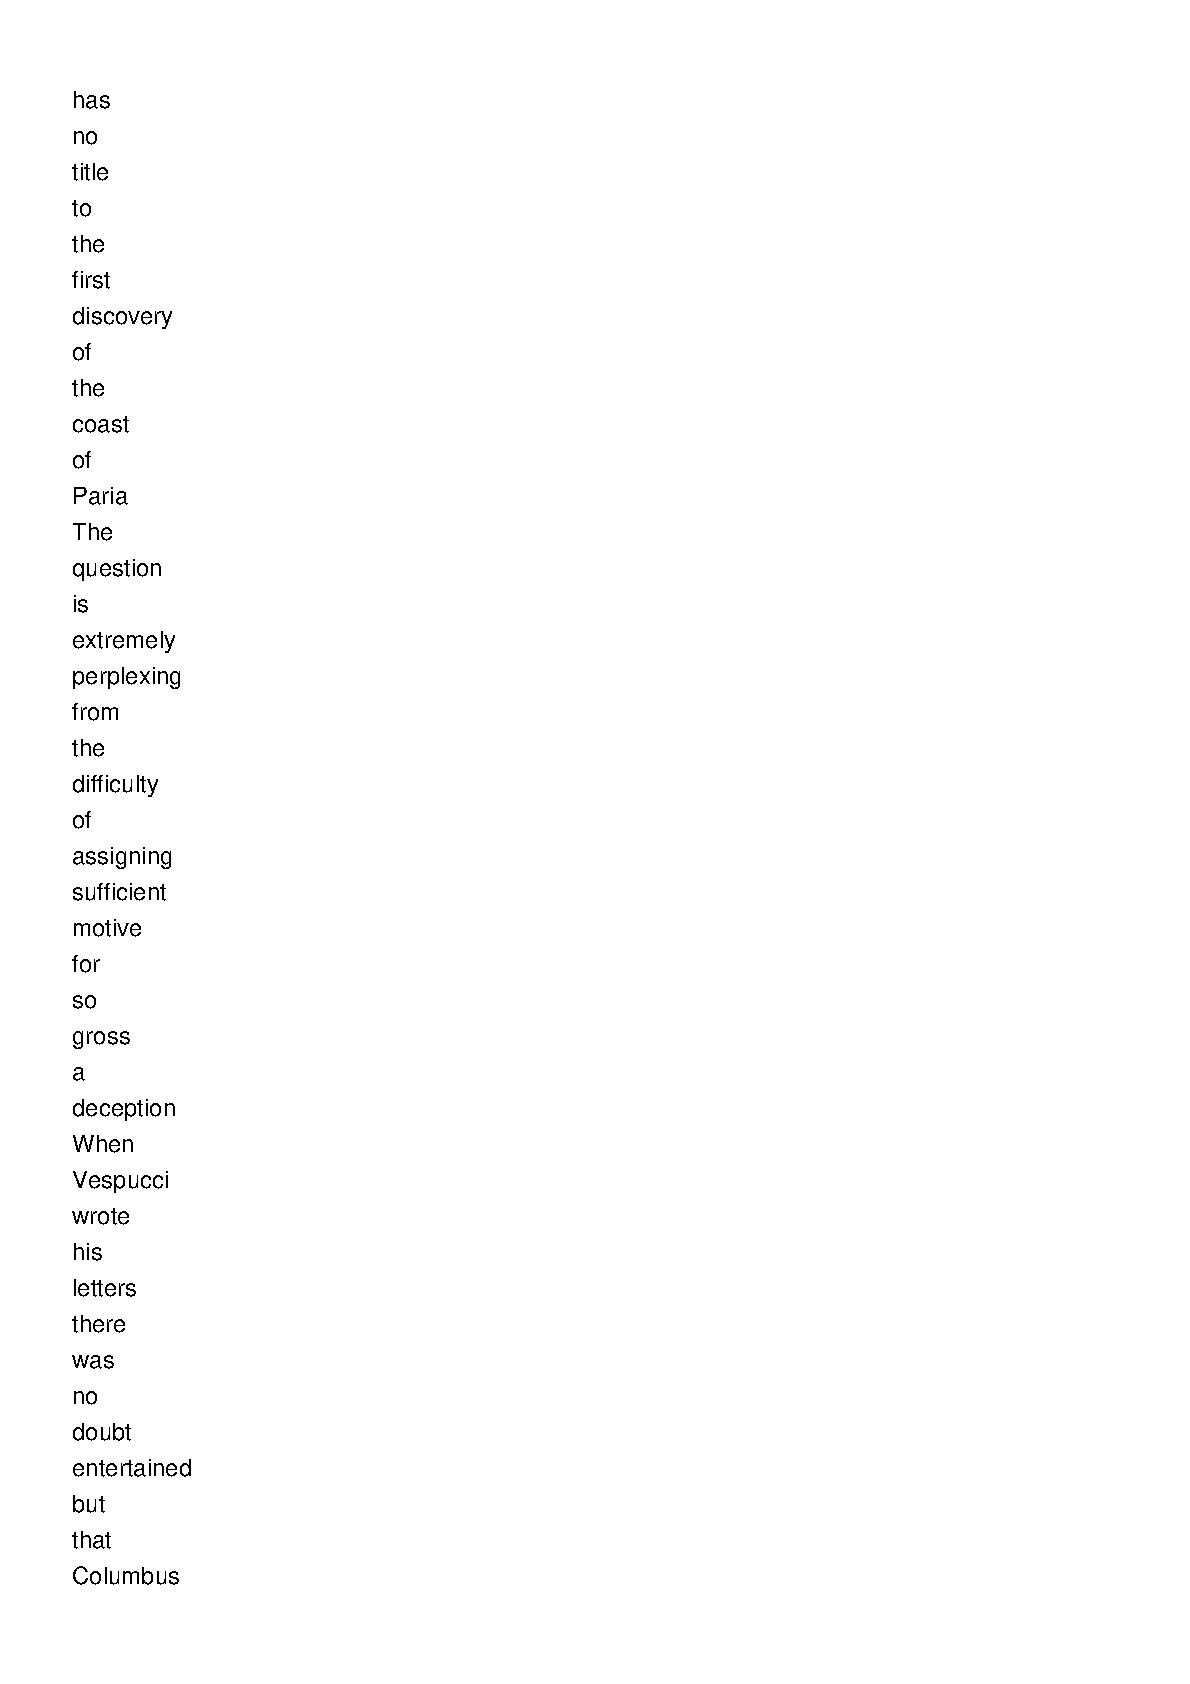 has
no
title
to
the
first
discovery
of
the
coast
of
Paria
The
question
is
extremely
perplexing
from
the
difficulty
of
assigning
sufficient
motive
for
so
gross
a
deception
When
Vespucci
wrote
his
letters
there
was
no
doubt
entertained
but
that
Columbus